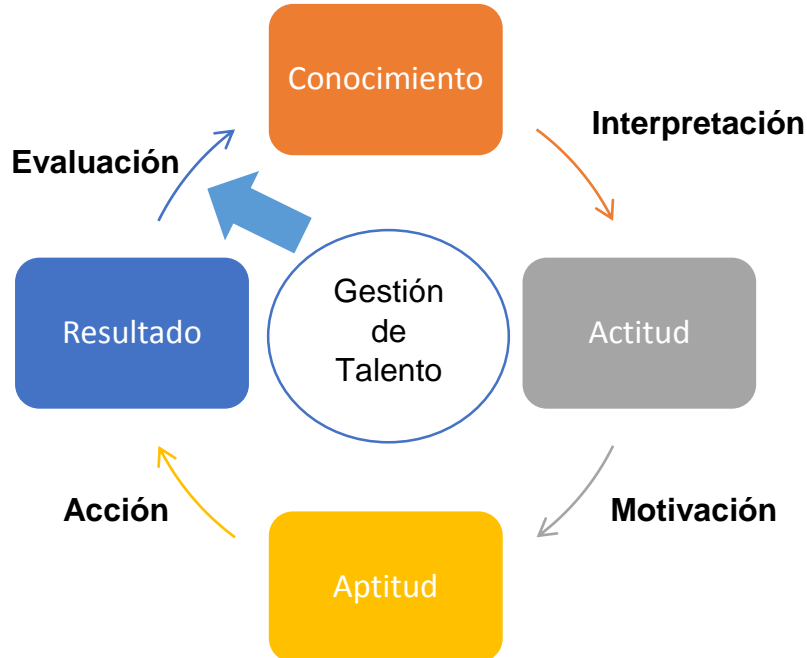 Conocimiento
Interpretación
Evaluación
Gestión
de
Talento
Resultado
Actitud
Acción
Motivación
Aptitud